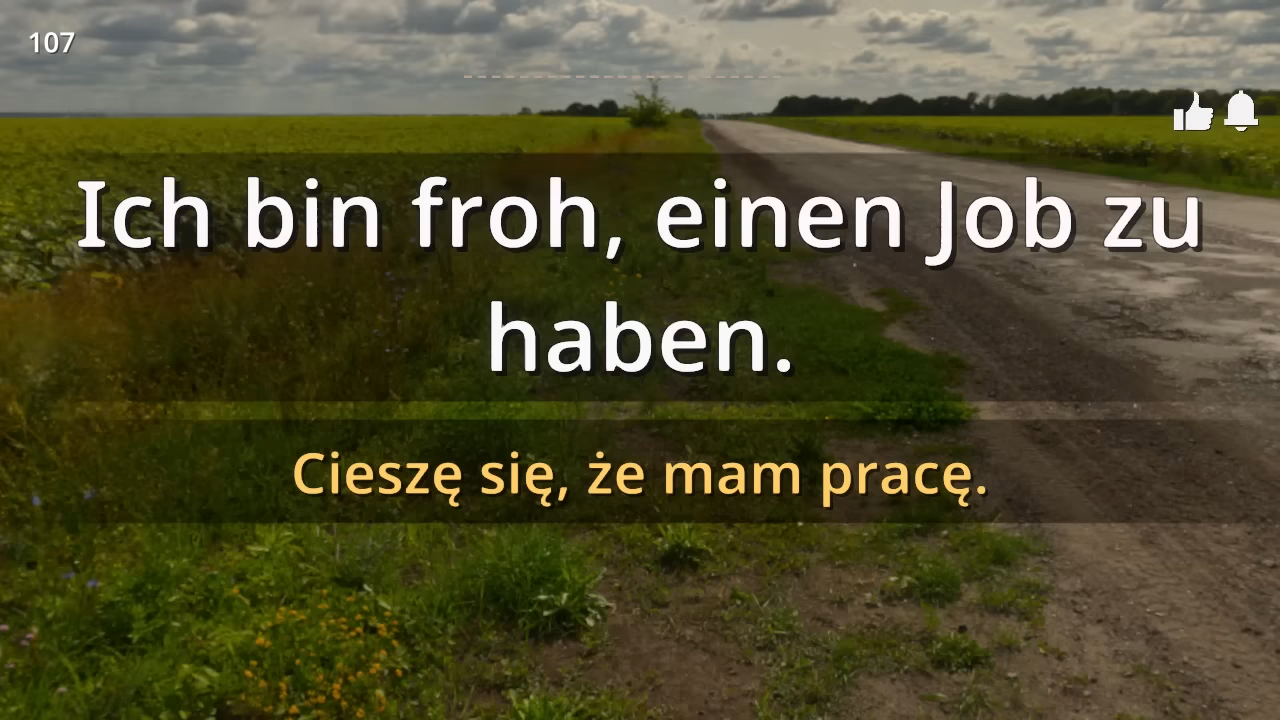 107
Ich bin froh, einen Job zu
haben.
Cieszę się, że mam pracę.